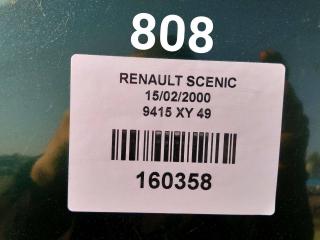 808
RENAULT SCENIC
15/02/2000
9415 XY 49
160358